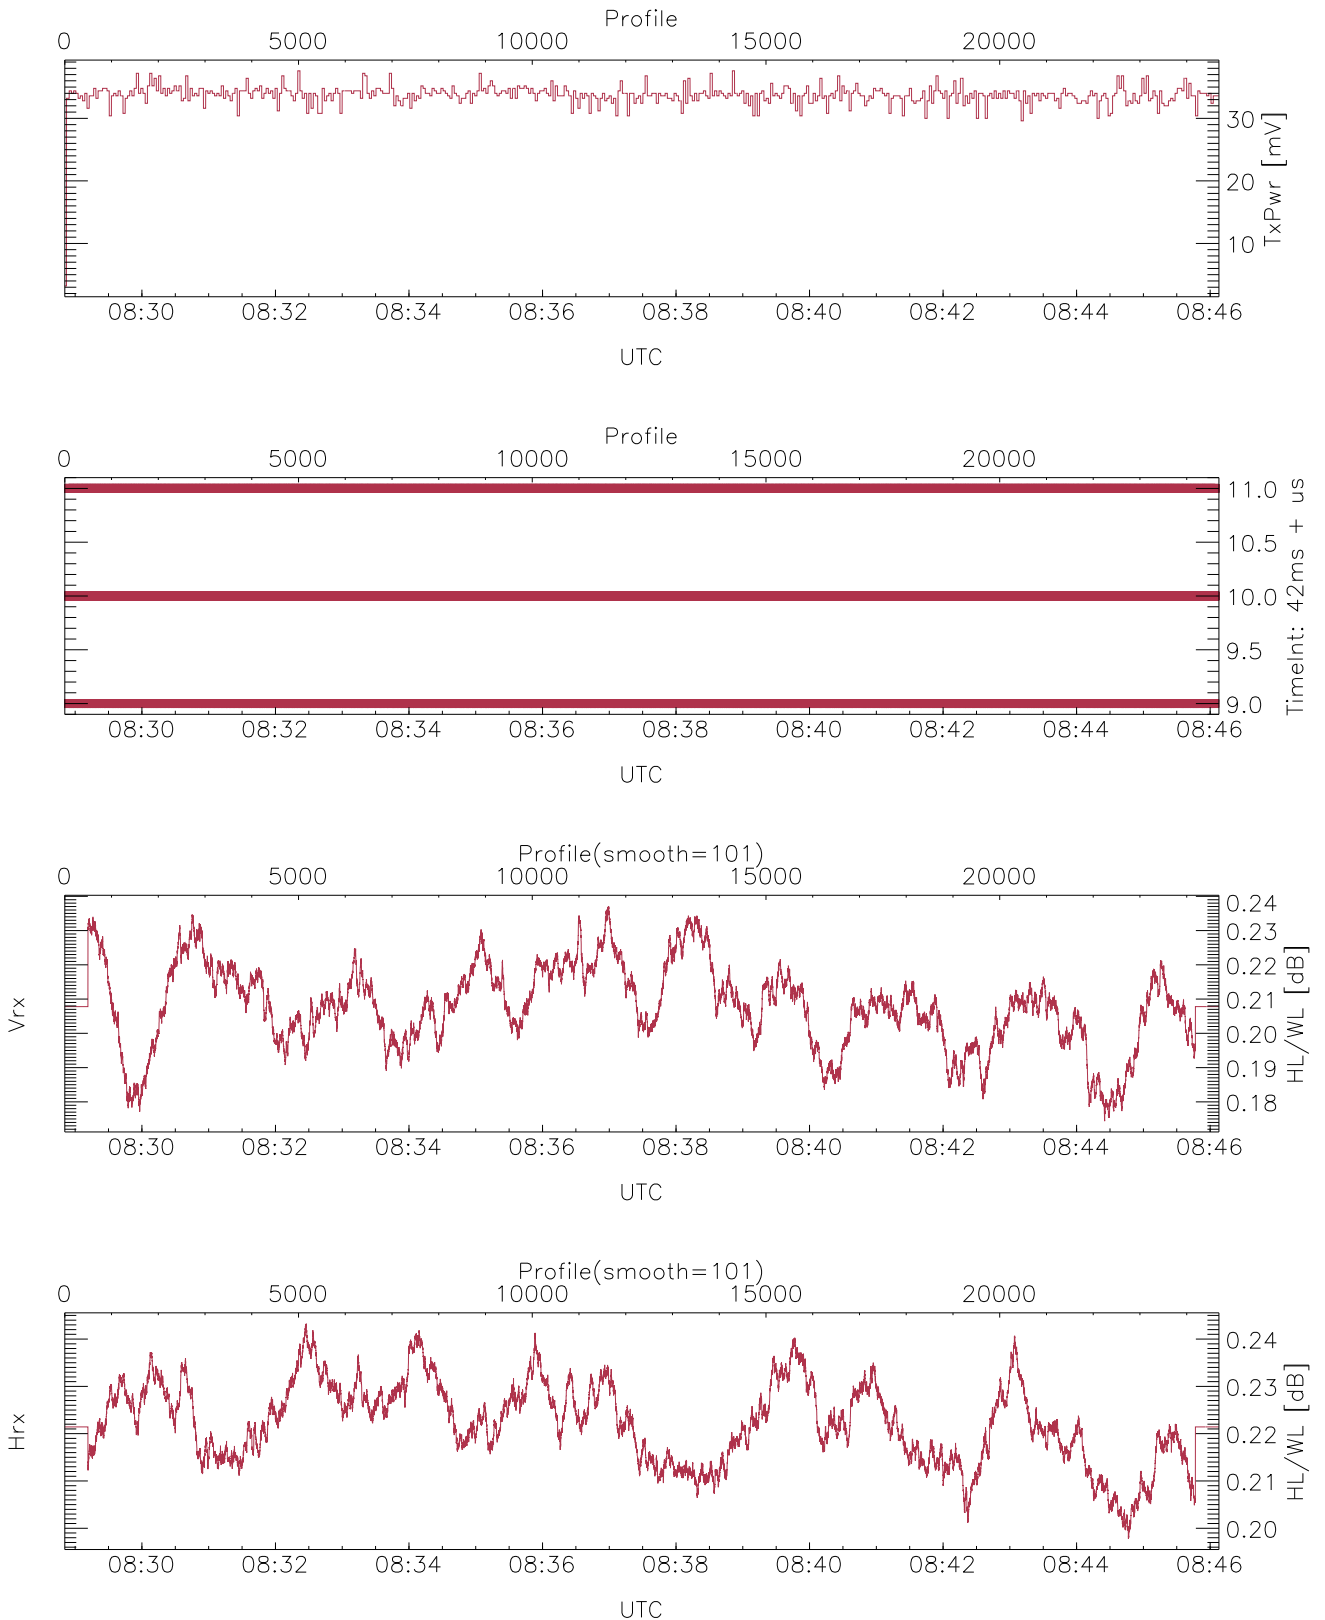 Profile
0 5000 10000 15000 20000
30
20
10
TxPwr [mV]
08:30 08:32 08:34 08:36 08:38 08:40 08:42 08:44 08:46
UTC
Profile
0 5000 10000 15000 20000
11.0
10.5
10.0
9.5
9.0
TimeInt: 42ms + us
08:30 08:32 08:34 08:36 08:38 08:40 08:42 08:44 08:46
UTC
Profile(smooth=101)
0 5000 10000 15000 20000
Vrx
0.24
0.23
0.22
0.21
0.20
0.19
0.18
HL/WL [dB]
08:30 08:32 08:34 08:36 08:38 08:40 08:42 08:44 08:46
UTC
Profile(smooth=101)
0 5000 10000 15000 20000
Hrx
0.24
0.23
0.22
0.21
0.20
HL/WL [dB]
08:30 08:32 08:34 08:36 08:38 08:40 08:42 08:44 08:46
UTC